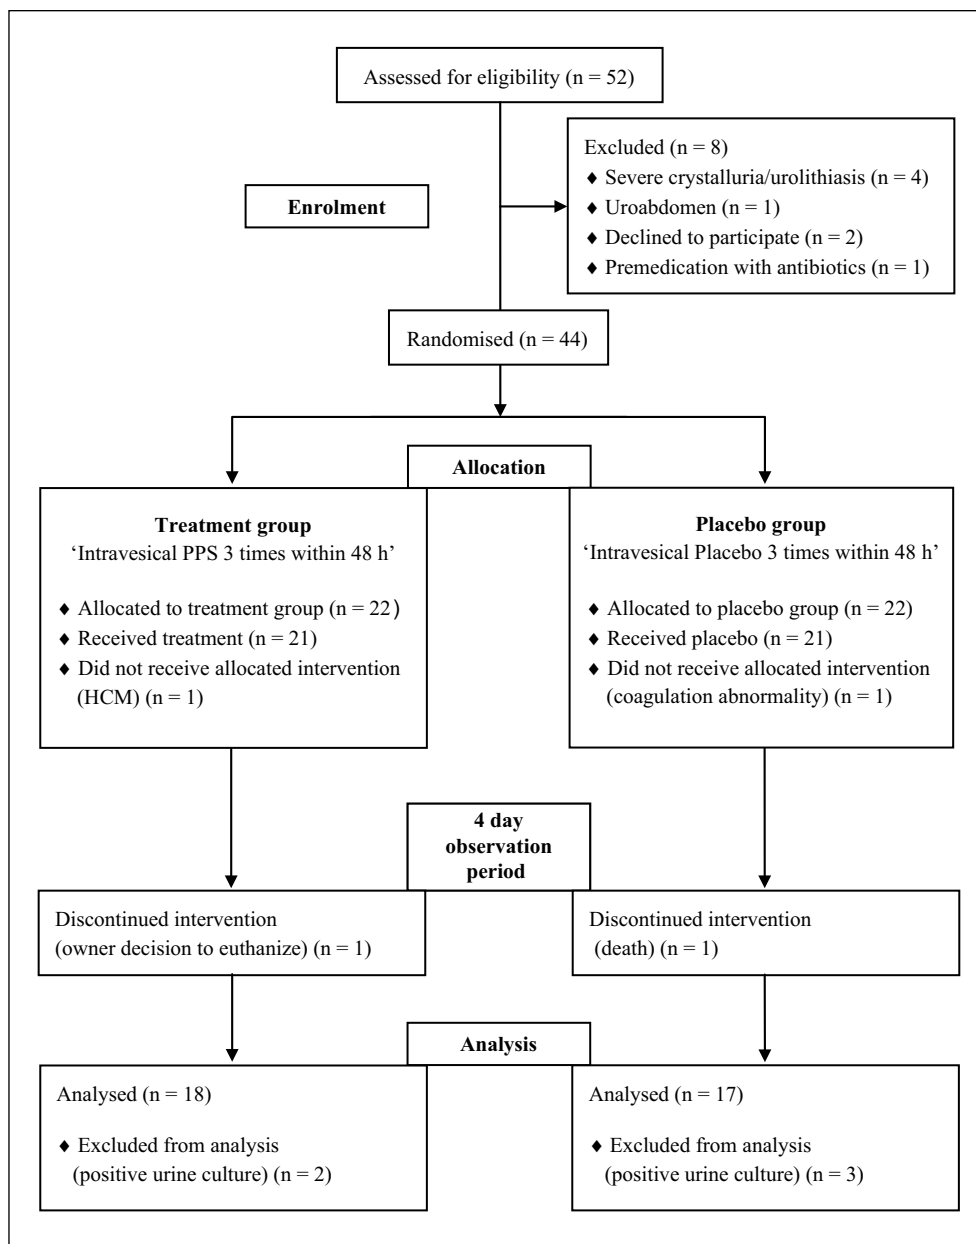 Assessed for eligibility (n = 52)
Excluded (n = 8)
♦ Severe crystalluria/urolithiasis (n = 4)
♦ Uroabdomen (n = 1)
♦ Declined to participate (n = 2)
♦ Premedication with antibiotics (n = 1)
Enrolment
Randomised (n = 44)
Allocation
Treatment group
‘Intravesical PPS 3 times within 48 h’
♦ Allocated to treatment group (n = 22)
♦ Received treatment (n = 21)
♦ Did not receive allocated intervention
(HCM) (n = 1)
Placebo group
‘Intravesical Placebo 3 times within 48 h’
♦ Allocated to placebo group (n = 22)
♦ Received placebo (n = 21)
♦ Did not receive allocated intervention
(coagulation abnormality) (n = 1)
4 day
observation
period
Discontinued intervention
(owner decision to euthanize) (n = 1)
Discontinued intervention
(death) (n = 1)
Analysis
Analysed (n = 18)
♦ Excluded from analysis
(positive urine culture) (n = 2)
Analysed (n = 17)
♦ Excluded from analysis
(positive urine culture) (n = 3)